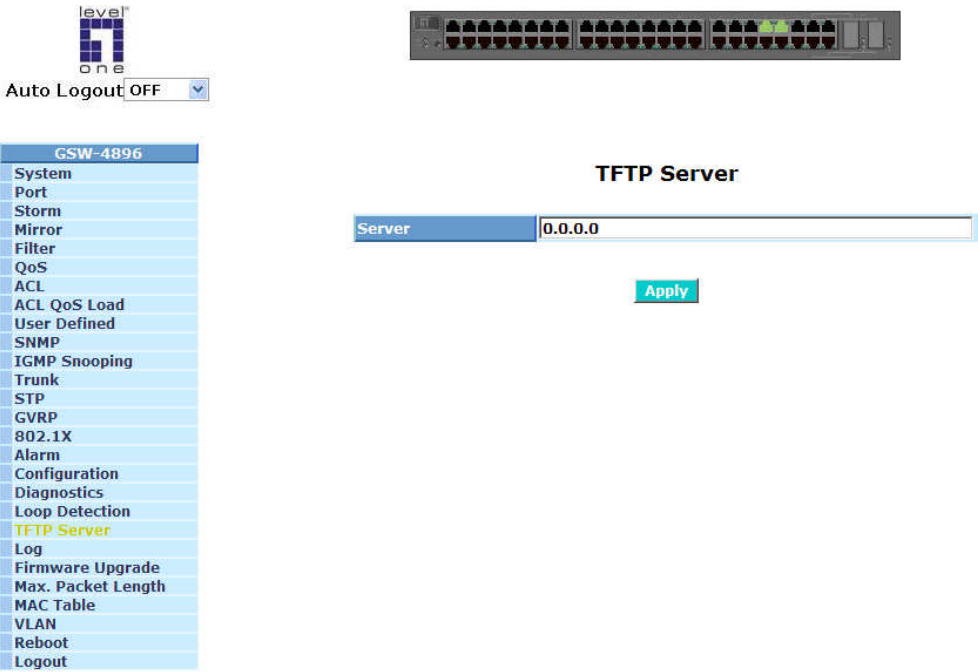 level
one
Auto Logout OFF
GSW-4896
System
Port
Storm
Mirror
Filter
QoS
ACL
ACL QoS Load
User Defined
SNMP
IGMP Snooping
Trunk
STP
GVRP
802.1X
Alarm
Configuration
Diagnostics
Loop Detection
TFTP Server
Log
Firmware Upgrade
Max. Packet Length
MAC Table
VLAN
Reboot
Logout
TFTP Server
Server 0.0.0.0
Apply